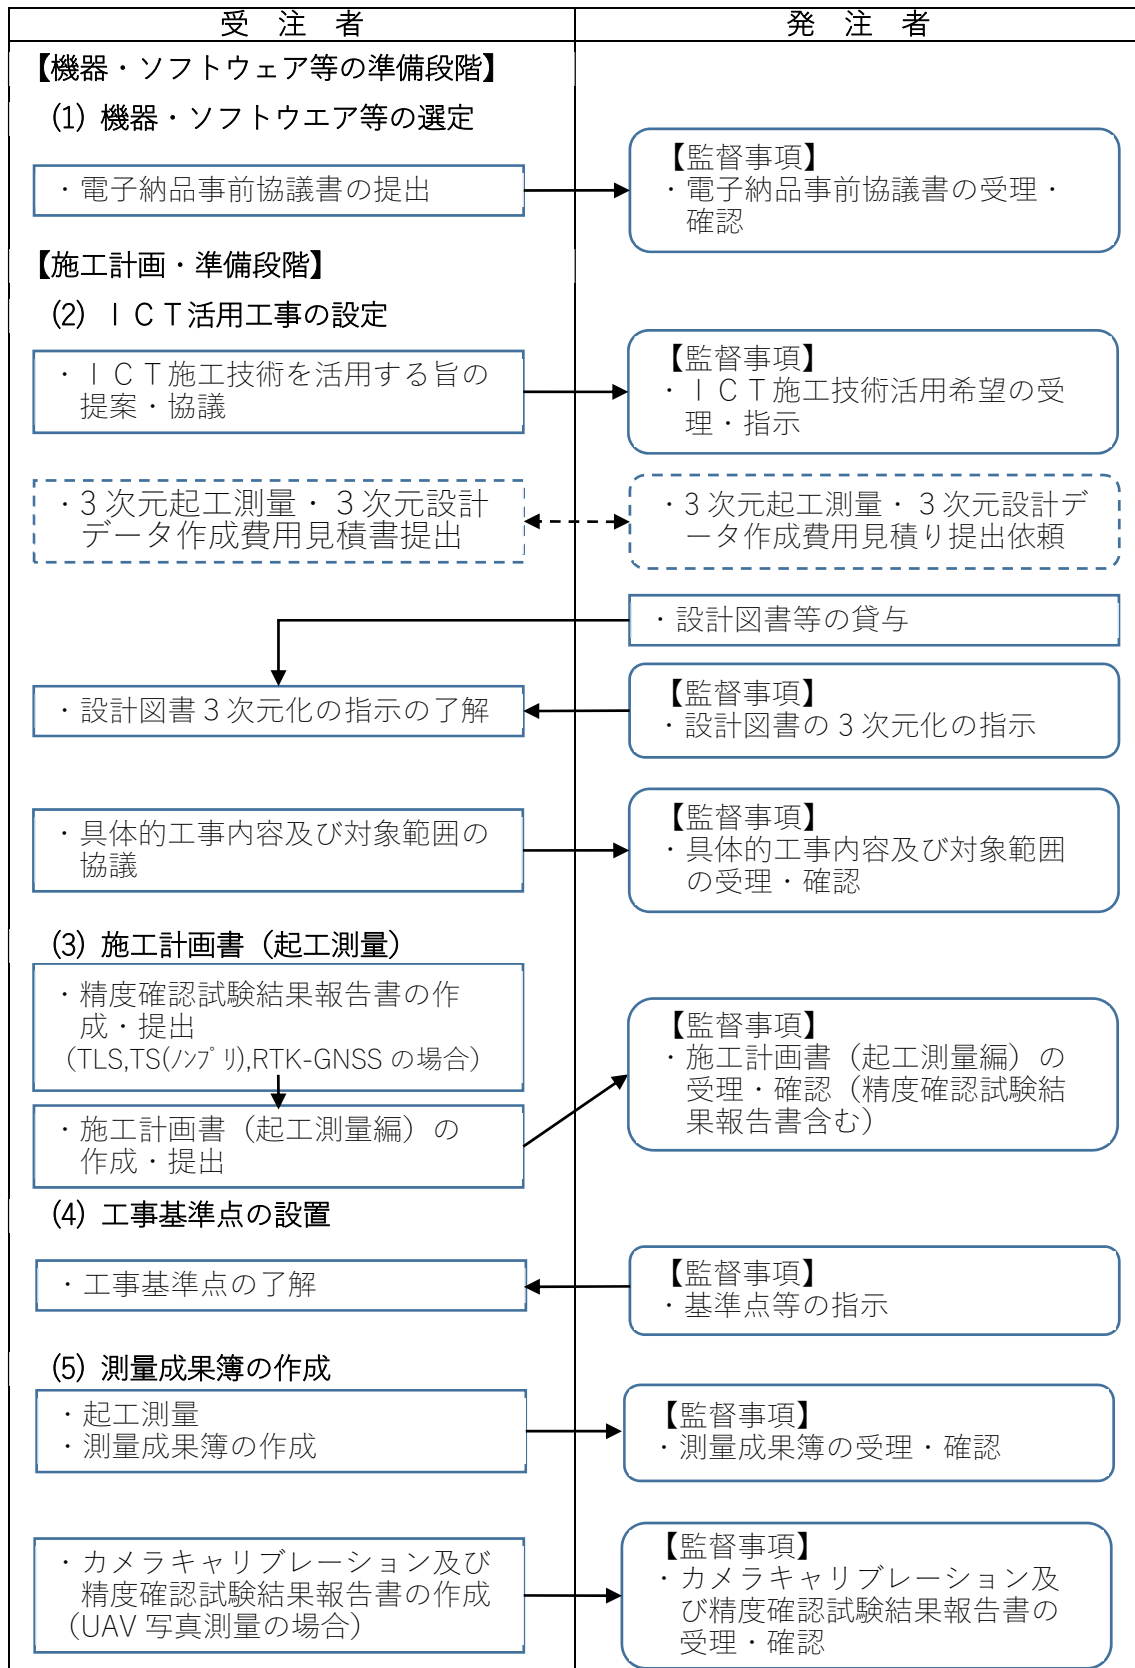 受 注 者
発 注 者
【機器・ソフトウェア等の準備段階】
(1) 機器・ソフトウエア等の選定
・電子納品事前協議書の提出
【監督事項】
・電子納品事前協議書の受理・
確認
【施工計画・準備段階】
(2) ＩＣＴ活用工事の設定
・ＩＣＴ施工技術を活用する旨の
提案・協議
【監督事項】
・ＩＣＴ施工技術活用希望の受
理・指示
・3次元起工測量・3次元設計
データ作成費用見積書提出
・3次元起工測量・3次元設計デ
ータ作成費用見積り提出依頼
・設計図書等の貸与
・設計図書3次元化の指示の了解
【監督事項】
・設計図書の3次元化の指示
・具体的工事内容及び対象範囲の
協議
【監督事項】
・具体的工事内容及び対象範囲
の受理・確認
(3) 施工計画書（起工測量）
・精度確認試験結果報告書の作
成・提出
(TLS,TS(ﾉﾝﾌﾟﾘ),RTK-GNSSの場合)
・施工計画書（起工測量編）の
作成・提出
【監督事項】
・施工計画書（起工測量編）の
受理・確認（精度確認試験結
果報告書含む）
(4) 工事基準点の設置
・工事基準点の了解
【監督事項】
・基準点等の指示
(5) 測量成果簿の作成
・起工測量
・測量成果簿の作成
【監督事項】
・測量成果簿の受理・確認
・カメラキャリブレーション及び
精度確認試験結果報告書の作成
(UAV写真測量の場合)
【監督事項】
・カメラキャリブレーション及
び精度確認試験結果報告書の
受理・確認